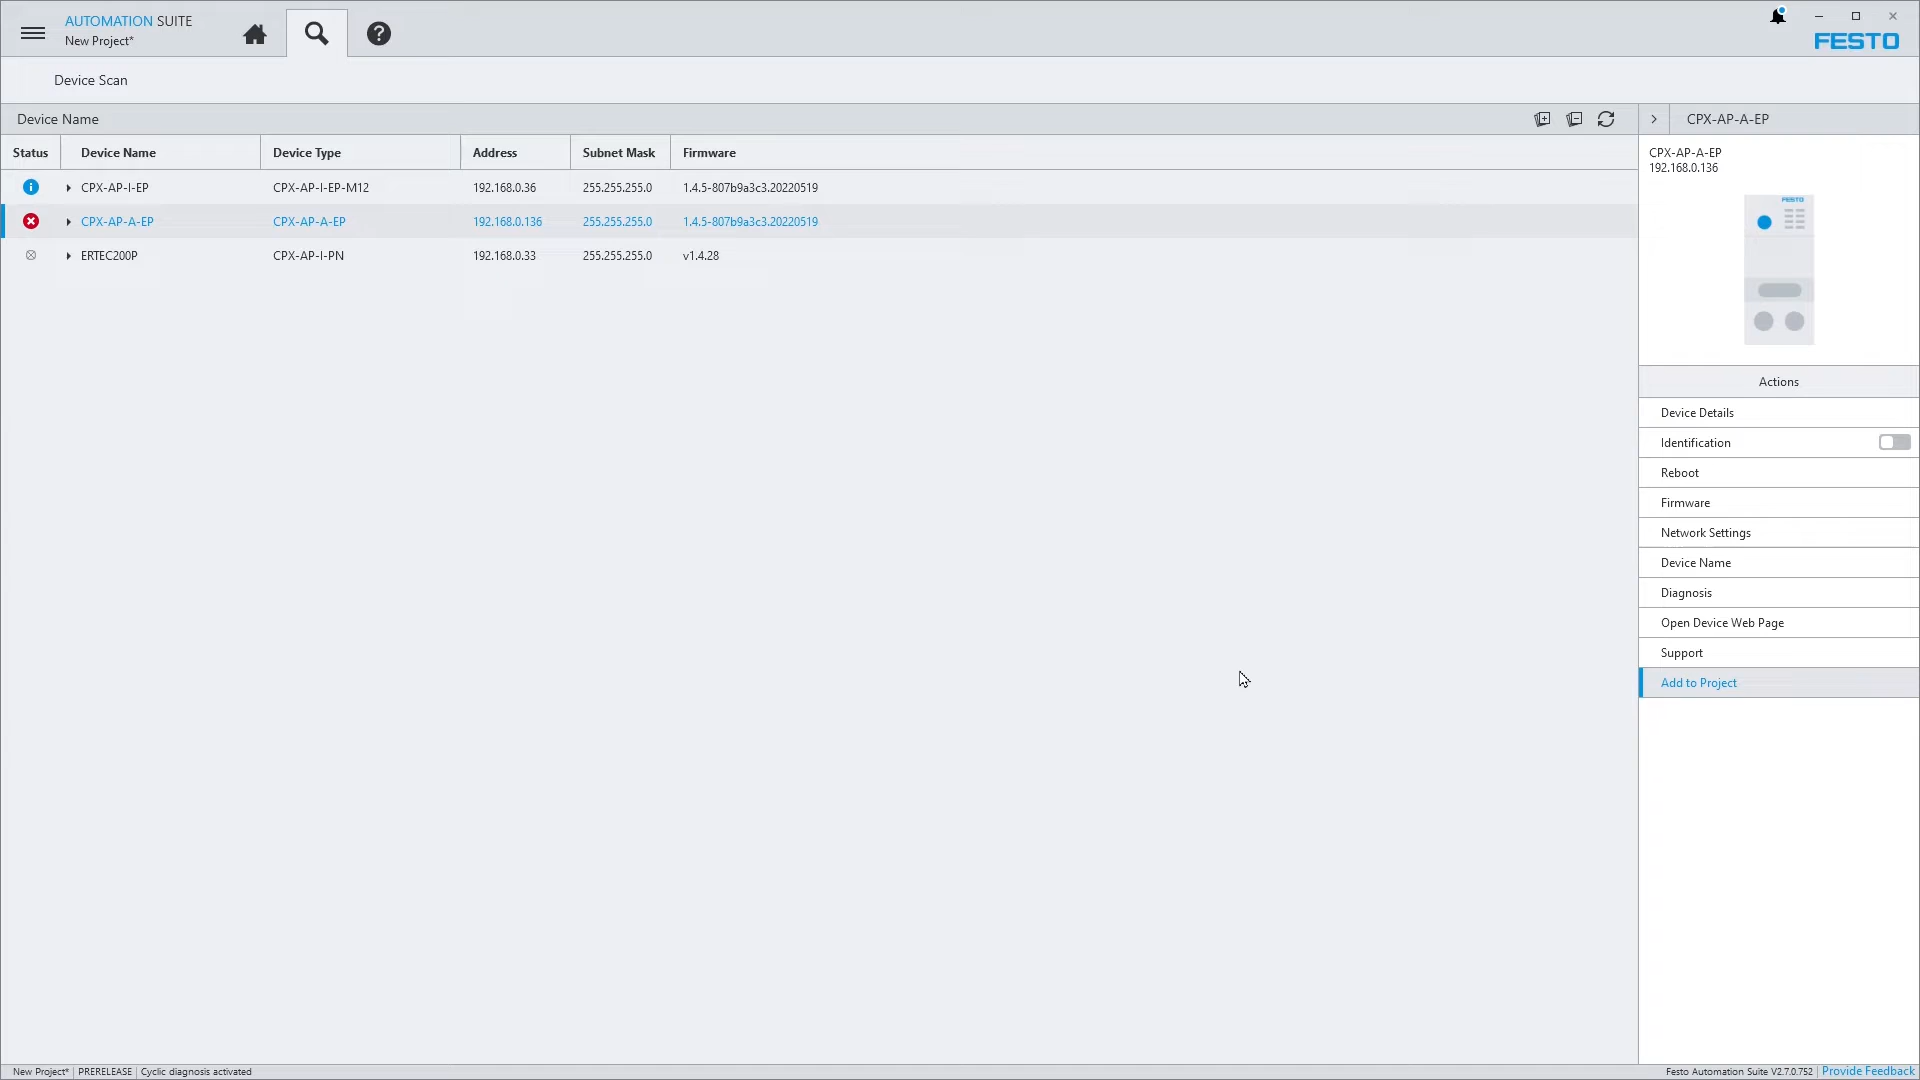 AUTOMATION SUITE
New Project*
FESTO
Device Scan
Device Name
CPX-AP-A-EP
Status Device Name Device Type Address Subnet Mask Firmware
CPX-AP-I-EP CPX-AP-I-EP-M12 192.168.0.36 255.255.255.0 1.4.5-807b9a3c3.20220519
CPX-AP-A-EP CPX-AP-A-EP 192.168.0.136 255.255.255.0 1.4.5-807b9a3c3.20220519
ERTEC200P CPX-AP-I-PN 192.168.0.33 255.255.255.0 v1.4.28
CPX-AP-A-EP
192.168.0.136
FESTO
Actions
Device Details
Identification
Reboot
Firmware
Network Settings
Device Name
Diagnosis
Open Device Web Page
Support
Add to Project
New Project* PRERELEASE Cyclic diagnosis activated
Festo Automation Suite V2.7.0.752 Provide Feedback